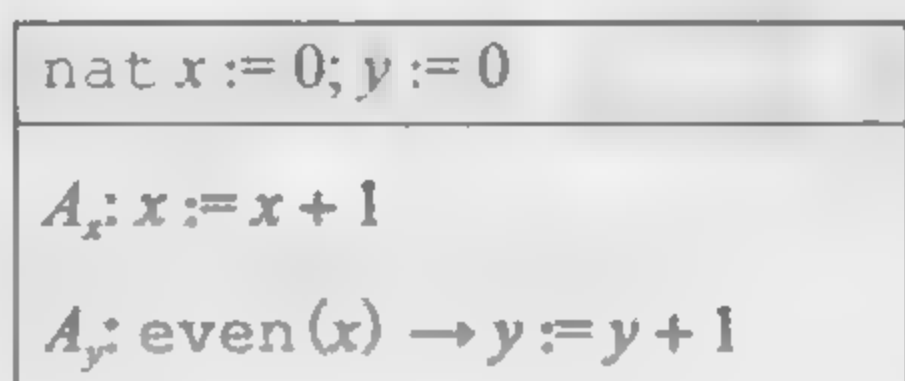 nat x := 0; y := 0
Aₓ: x := x + 1
Aᵧ: even(x) → y := y + 1